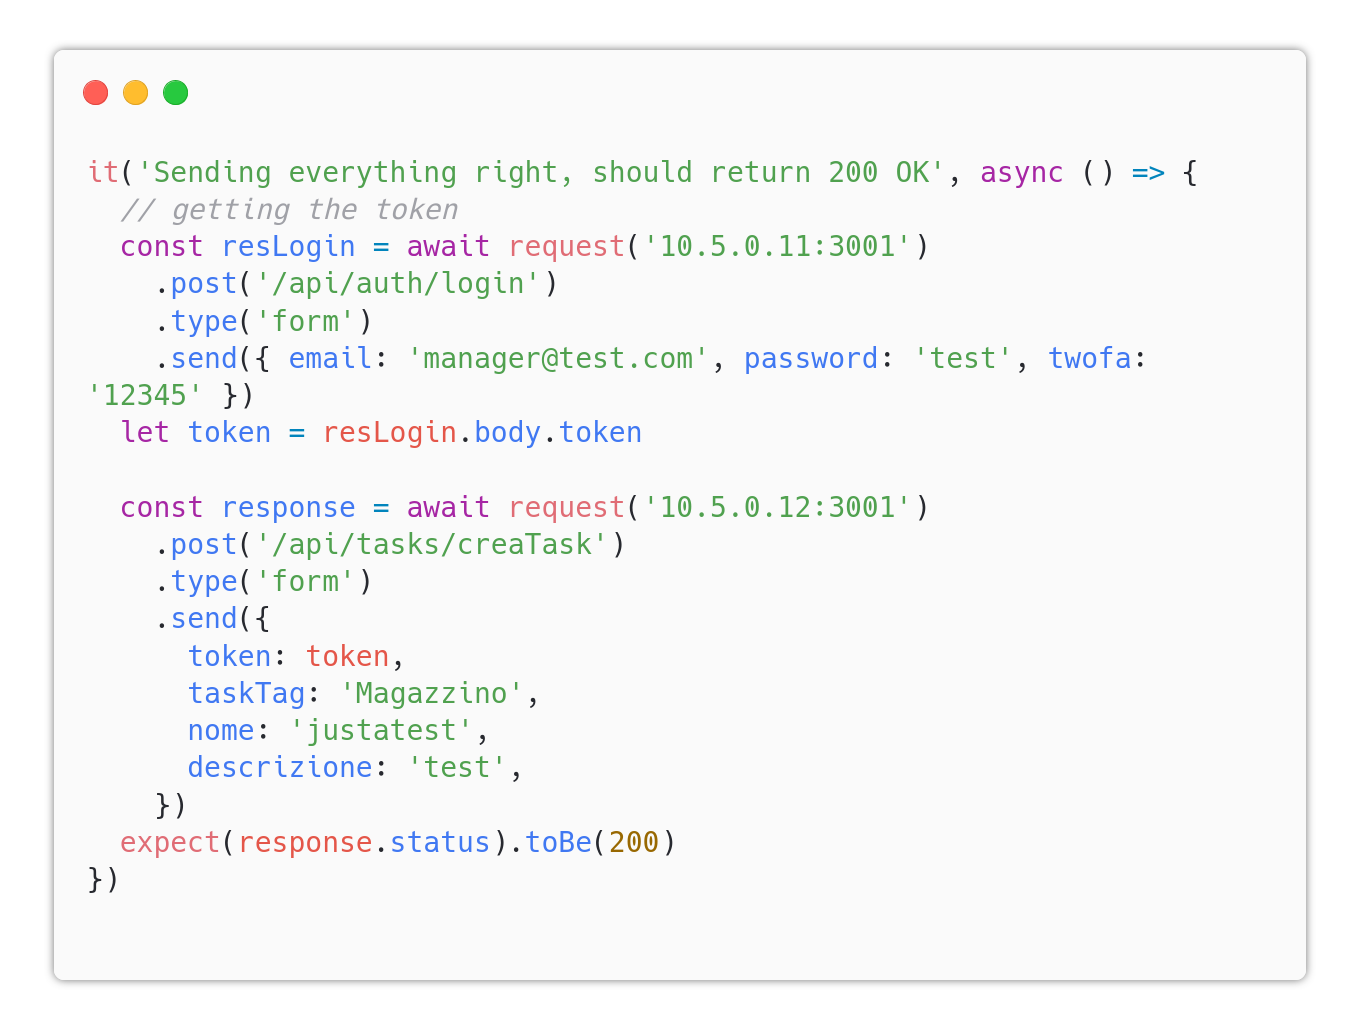 it('Sending everything right, should return 200 OK', async () => {
  // getting the token
  const resLogin = await request('10.5.0.11:3001')
    .post('/api/auth/login')
    .type('form')
    .send({ email: 'manager@test.com', password: 'test', twofa:
'12345' })
  let token = resLogin.body.token

  const response = await request('10.5.0.12:3001')
    .post('/api/tasks/creaTask')
    .type('form')
    .send({
      token: token,
      taskTag: 'Magazzino',
      nome: 'justatest',
      descrizione: 'test',
    })
  expect(response.status).toBe(200)
})